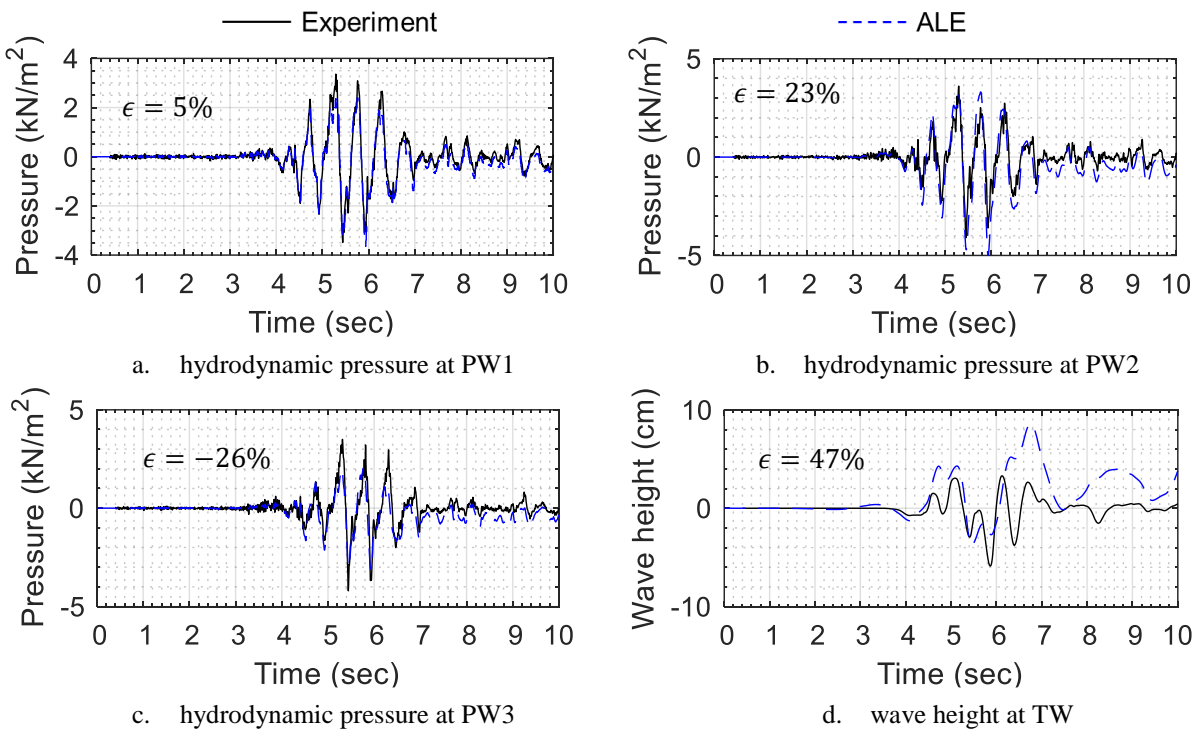 Experiment
ALE
Pressure (kN/m²)
4
2
0
-2
-4
ϵ = 5%
0 1 2 3 4 5 6 7 8 9 10
Time (sec)
a. hydrodynamic pressure at PW1
Pressure (kN/m²)
5
0
-5
ϵ = 23%
0 1 2 3 4 5 6 7 8 9 10
Time (sec)
b. hydrodynamic pressure at PW2
Pressure (kN/m²)
5
0
-5
ϵ = −26%
0 1 2 3 4 5 6 7 8 9 10
Time (sec)
c. hydrodynamic pressure at PW3
Wave height (cm)
10
0
-10
ϵ = 47%
0 1 2 3 4 5 6 7 8 9 10
Time (sec)
d. wave height at TW